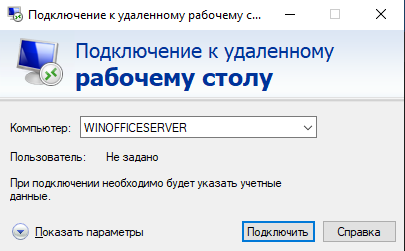 Подключение к удаленному рабочему с...
Подключение к удаленному
рабочему столу
Компьютер: WINOFFICESERVER
Пользователь: Не задано
При подключении необходимо будет указать учетные
данные.
Показать параметры Подключить Справка